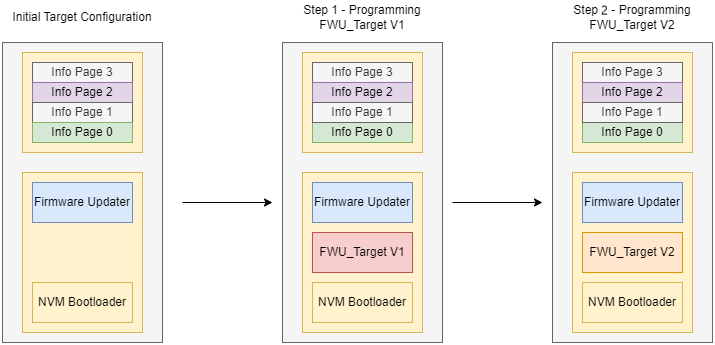 Initial Target Configuration
Info Page 3
Info Page 2
Info Page 1
Info Page 0
Firmware Updater
NVM Bootloader
Step 1 - Programming
FWU_Target V1
Info Page 3
Info Page 2
Info Page 1
Info Page 0
Firmware Updater
FWU_Target V1
NVM Bootloader
Step 2 - Programming
FWU_Target V2
Info Page 3
Info Page 2
Info Page 1
Info Page 0
Firmware Updater
FWU_Target V2
NVM Bootloader